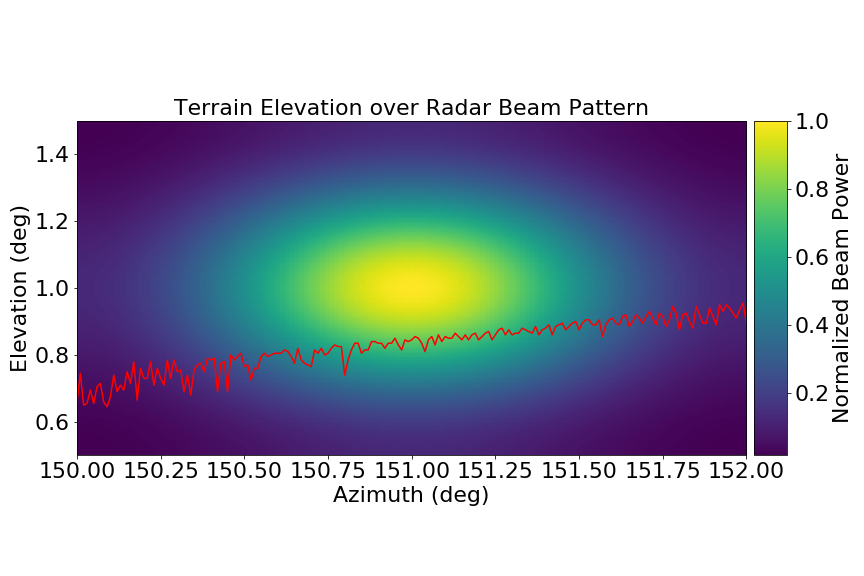 Terrain Elevation over Radar Beam Pattern
Elevation (deg)
1.4
1.2
1.0
0.8
0.6
150.00 150.25 150.50 150.75 151.00 151.25 151.50 151.75 152.00
Azimuth (deg)
1.0
0.8
0.6
0.4
0.2
Normalized Beam Power